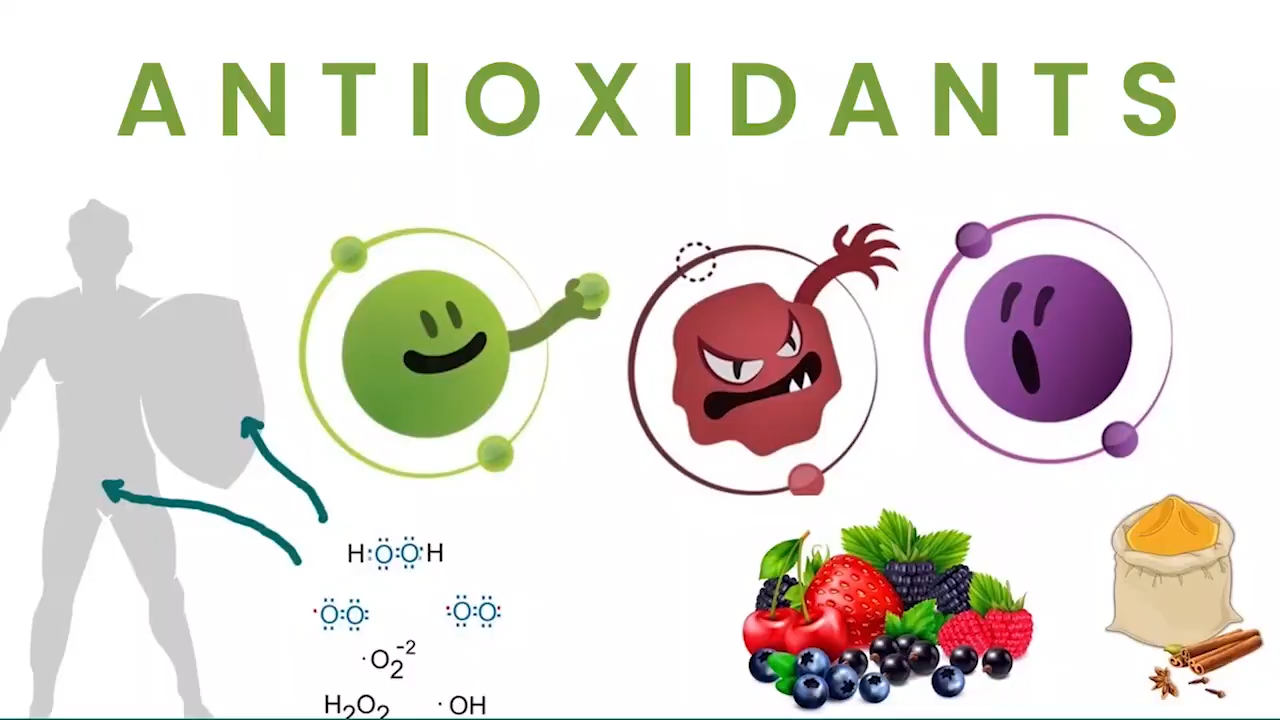 ANTIOXIDANTS
H:Ö:Ö:H
·Ö:Ö: ·Ö:Ö:
·O₂⁻²
H₂O₂ ·OH